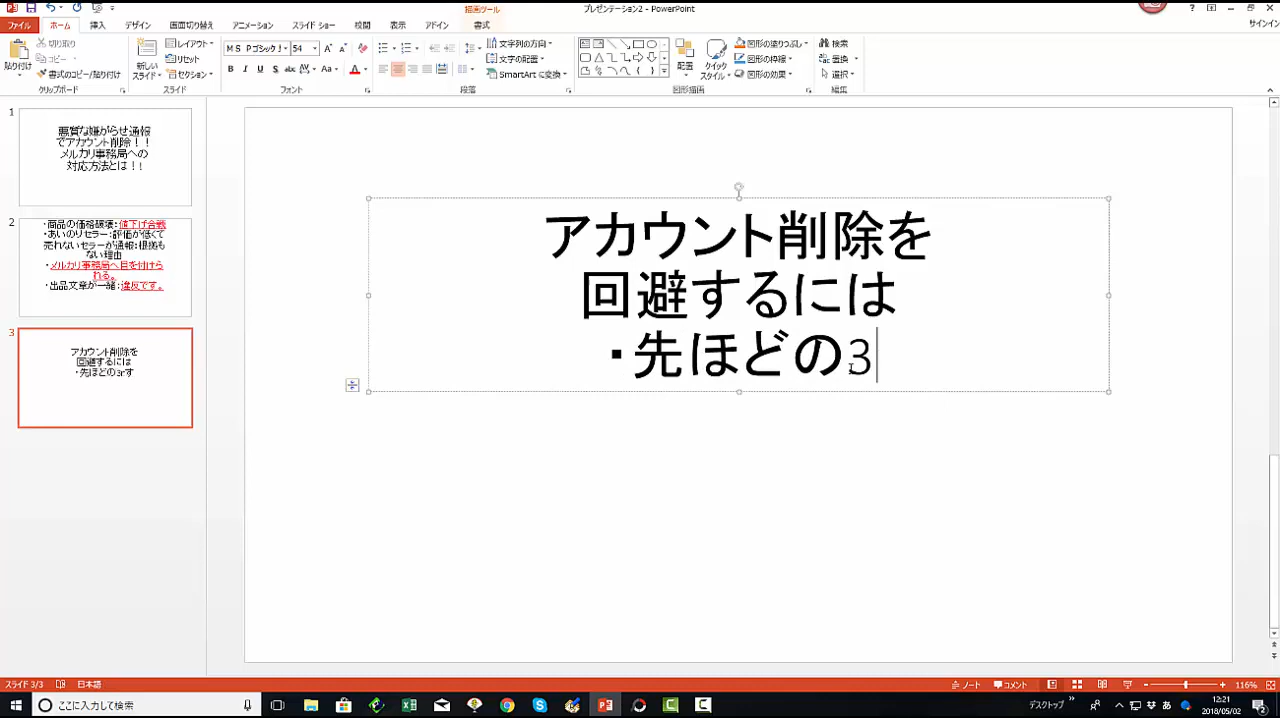 描画ツール
プレゼンテーション2 - PowerPoint
サインイン
ファイル ホーム 挿入 デザイン 画面切り替え アニメーション スライド ショー 校閲 表示 アドイン 書式
貼り付け
切り取り
コピー
書式のコピー/貼り付け
新しい
スライド
レイアウト
リセット
セクション
ＭＳ Ｐゴシック 54
B I U S abc AV Aa A
文字列の方向
文字の配置
SmartArt に変換
配置
クイック
スタイル
図形の塗りつぶし
図形の枠線
図形の効果
検索
置換
選択
クリップボード スライド フォント 段落 図形描画 編集
1
悪質な嫌がらせ通報
でアカウント削除！！
メルカリ事務局への
対応方法とは！！
2
・商品の価格破壊：値下げ合戦
・あいのりセラー：評価が低くて
売れないセラーが通報：根拠も
ない理由
・メルカリ事務局へ目を付けら
れる。
・出品文章が一緒：違反です。
3
アカウント削除を
回避するには
・先ほどの3rす
アカウント削除を
回避するには
・先ほどの3
スライド 3/3 日本語 ノート コメント 116%
ここに入力して検索
デスクトップ
あ
12:21
2018/05/02